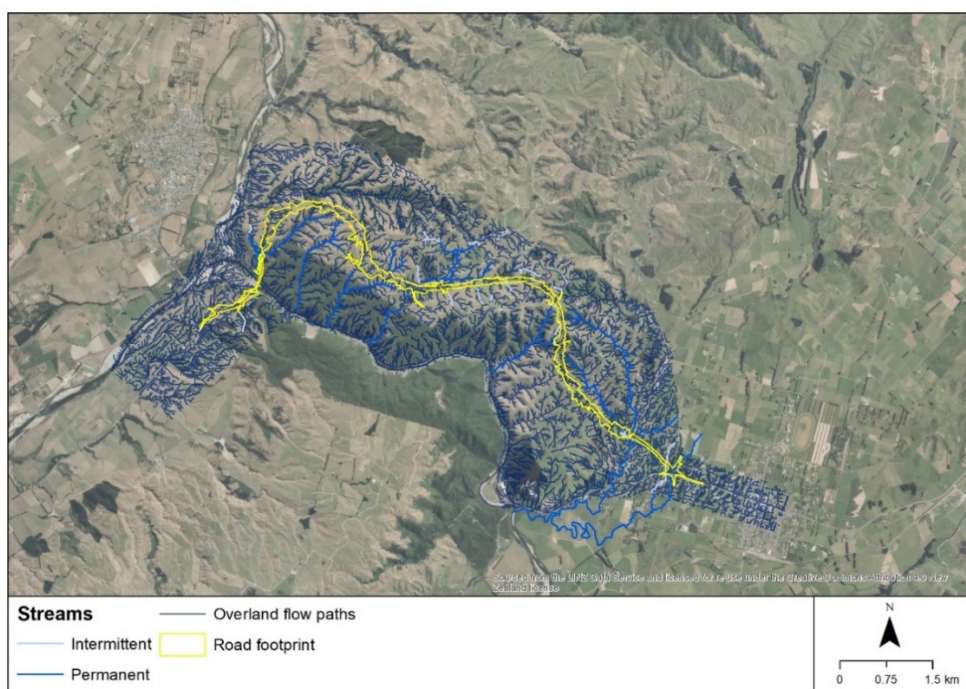 Sourced from the LINZ Data Service and licensed for re-use under the Creative Commons Attribution 4.0 New
Zealand licence
Streams
Intermittent
Permanent
Overland flow paths
Road footprint
N
0 0.75 1.5 km